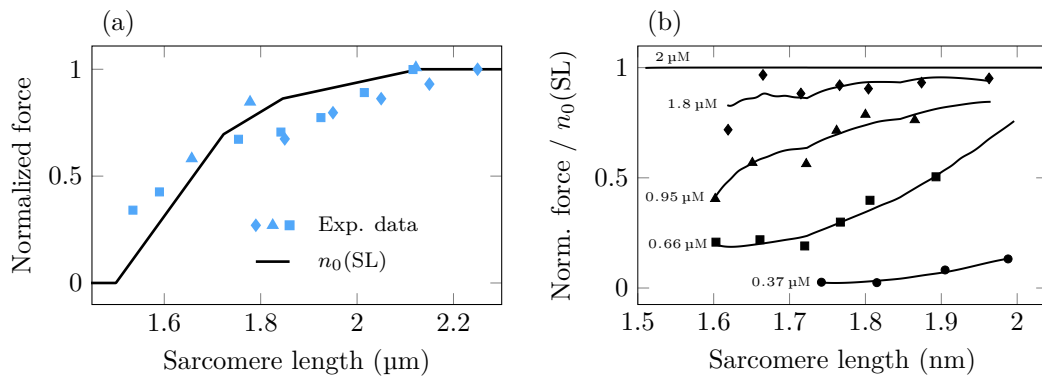 (a)
Normalized force
1
0.5
0
Exp. data
n₀(SL)
1.6
1.8
2
2.2
Sarcomere length (µm)
(b)
Norm. force / n₀(SL)
1
0.5
0
2 µM
1.8 µM
0.95 µM
0.66 µM
0.37 µM
1.5
1.6
1.7
1.8
1.9
2
Sarcomere length (nm)